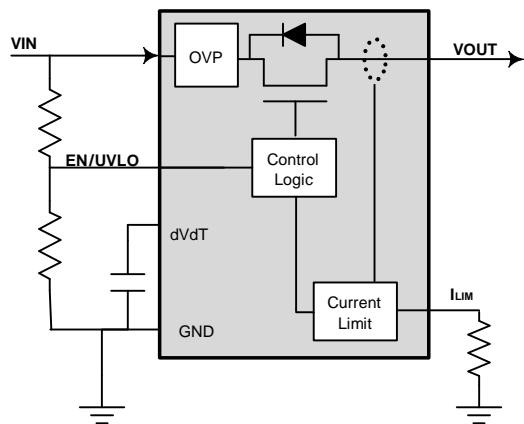 VIN
OVP
VOUT
EN/UVLO
Control
Logic
dVdT
Current
Limit
ILIM
GND